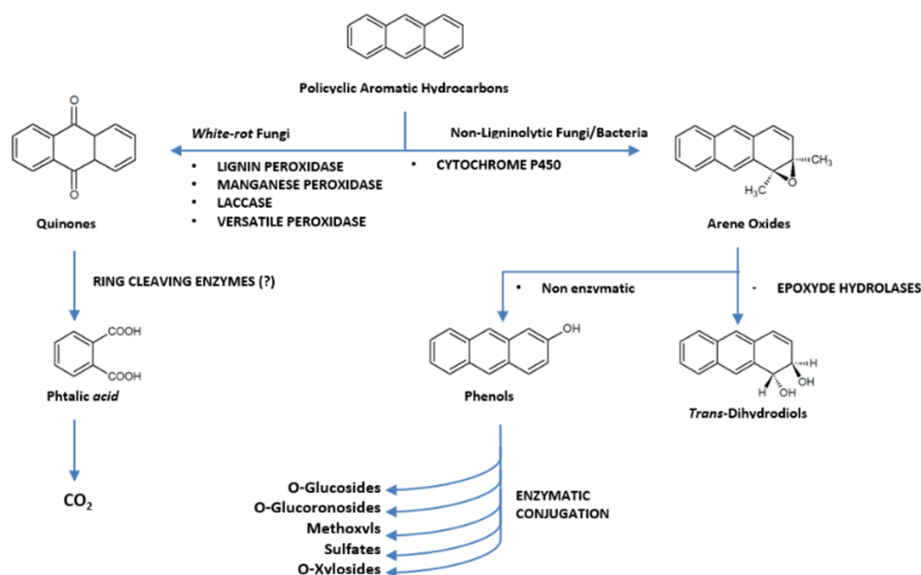 Policyclic Aromatic Hydrocarbons
White-rot Fungi
Non-Ligninolytic Fungi/Bacteria
• LIGNIN PEROXIDASE
• MANGANESE PEROXIDASE
• LACCASE
• VERSATILE PEROXIDASE
• CYTOCHROME P450
O
O
Quinones
CH₃
H₃C
O
Arene Oxides
RING CLEAVING ENZYMES (?)
• Non enzymatic
- EPOXYDE HYDROLASES
COOH
COOH
Phtalic acid
OH
Phenols
H
OH
H
OH
Trans-Dihydrodiols
CO₂
O-Glucosides
O-Glucoronosides
Methoxvls
Sulfates
O-Xvlosides
ENZYMATIC
CONJUGATION